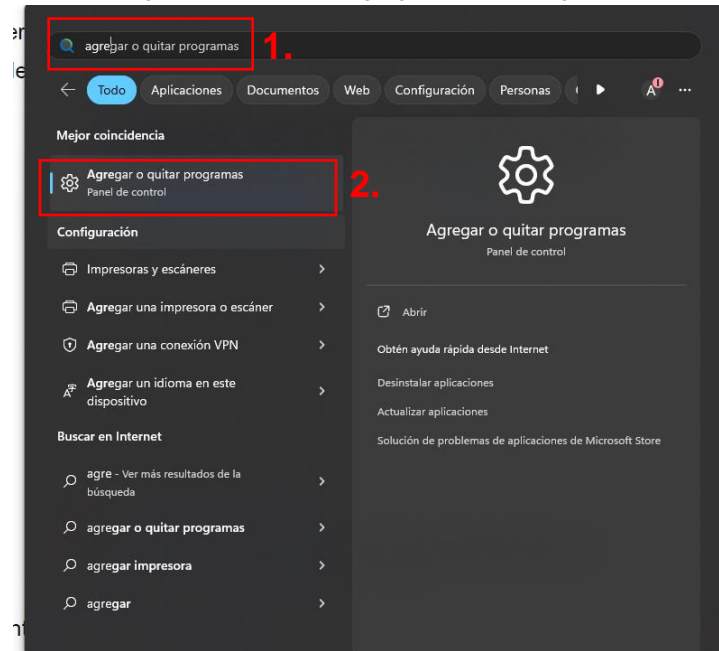 agregar o quitar programas
1.
Todo Aplicaciones Documentos Web Configuración Personas A
Mejor coincidencia
Agregar o quitar programas
Panel de control
2.
Agregar o quitar programas
Panel de control
Configuración
Impresoras y escáneres
Agregar una impresora o escáner
Agregar una conexión VPN
Agregar un idioma en este
dispositivo
Abrir
Obtén ayuda rápida desde Internet
Desinstalar aplicaciones
Actualizar aplicaciones
Solución de problemas de aplicaciones de Microsoft Store
Buscar en Internet
agre - Ver más resultados de la
búsqueda
agregar o quitar programas
agregar impresora
agregar